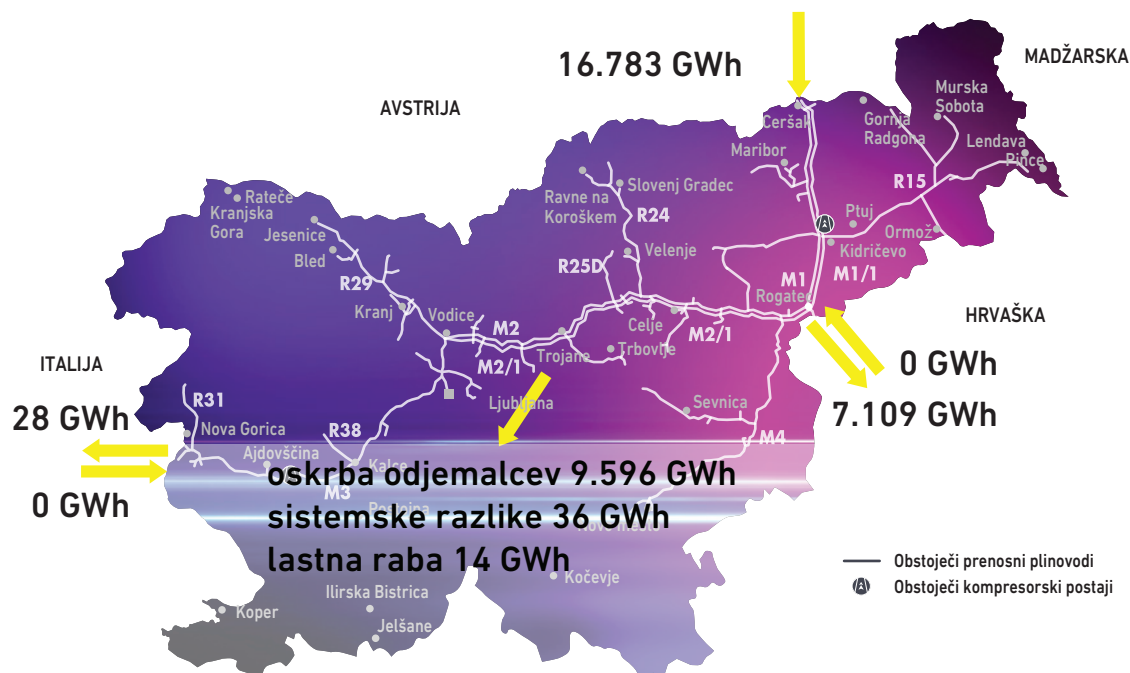 16.783 GWh
MADŽARSKA
AVSTRIJA
Ceršak
Gornja
Radgona
Murska
Sobota
Lendava
Pince
Maribor
R15
Rateče
Kranjska
Gora
Jesenice
Bled
R29
Kranj
Vodice
Ravne na
Koroškem
Slovenj Gradec
R24
Velenje
R25D
Ptuj
Ormož
Kidričevo
M1
M1/1
Rogatec
HRVAŠKA
M2
M2/1
Trojane
Celje
Trbovlje
M2/1
0 GWh
7.109 GWh
ITALIJA
28 GWh
R31
Nova Gorica
Ajdovščina
0 GWh
R38
Kalce
M3
Ljubljana
Sevnica
M4
oskrba odjemalcev 9.596 GWh
Postojna
sistemske razlike 36 GWh
Novo mesto
lastna raba 14 GWh
Kočevje
Ilirska Bistrica
Koper
Jelšane
Obstoječi prenosni plinovodi
Obstoječi kompresorski postaji